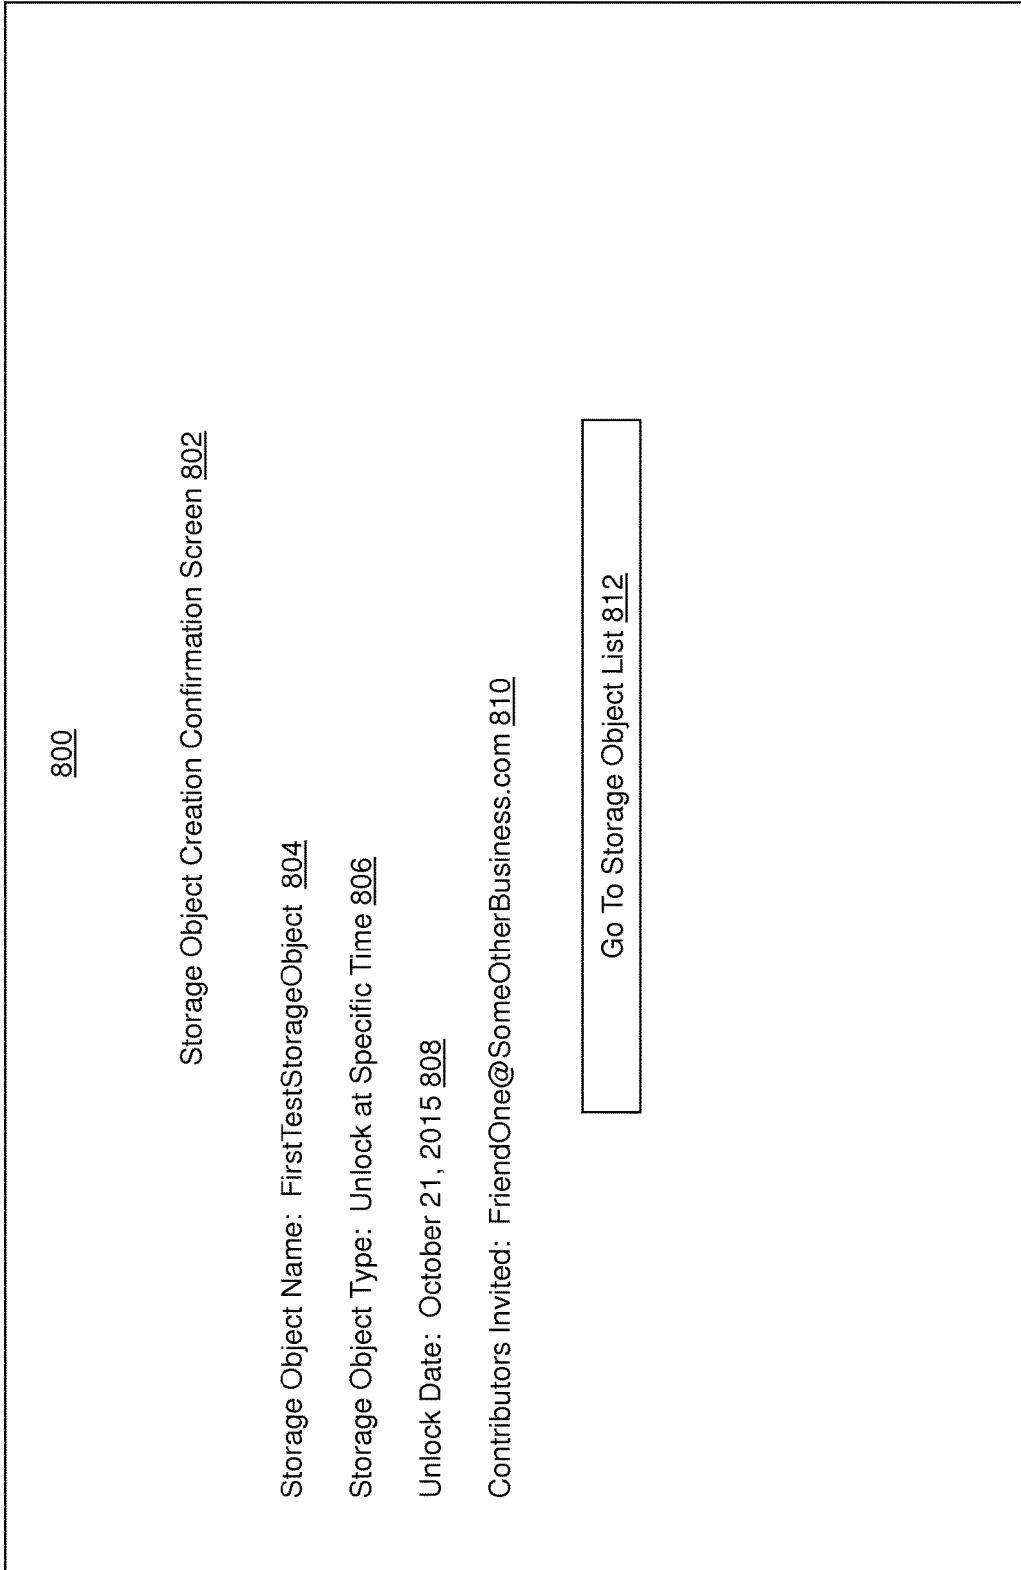 800
Storage Object Creation Confirmation Screen 802
Storage Object Name: FirstTestStorageObject 804
Storage Object Type: Unlock at Specific Time 806
Unlock Date: October 21, 2015 808
Contributors Invited: FriendOne@SomeOtherBusiness.com 810
Go To Storage Object List 812